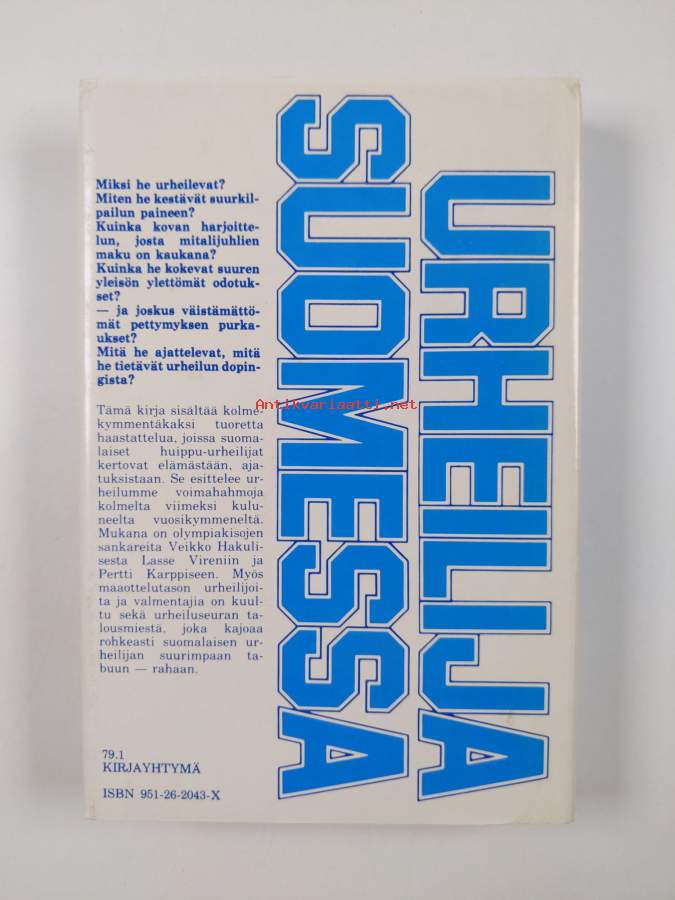 Miksi he urheilevat?
Miten he kestävät suurkil-
pailun paineen?
Kuinka kovan harjoitte-
lun, josta mitalijuhlien
maku on kaukana?
Kuinka he kokevat suuren
yleisön ylettömät odotuk-
set?
— ja joskus väistämättö-
mät pettymyksen purka-
ukset?
Mitä he ajattelevat, mitä
he tietävät urheilun dopin-
gista?
Tämä kirja sisältää kolme-
kymmentäkaksi tuoretta
haastattelua, joissa suoma-
laiset huippu-urheilijat
kertovat elämästään, aja-
tuksistaan. Se esittelee ur-
heilumme voimahahmoja
kolmelta viimeksi kulu-
neelta vuosikymmeneltä.
Mukana on olympiakisojen
sankareita Veikko Hakuli-
sesta Lasse Vireniin ja
Pertti Karppiseen. Myös
maaottelutason urheilijoi-
ta ja valmentajia on kuul-
tu sekä urheiluseuran ta-
lousmiestä, joka kajoaa
rohkeasti suomalaisen ur-
heilijan suurimpaan ta-
buun — rahaan.
79.1
KIRJAYHTYMÄ
ISBN 951-26-2043-X
URHEILIJA
SUOMESSA
Antikvariaatti.net